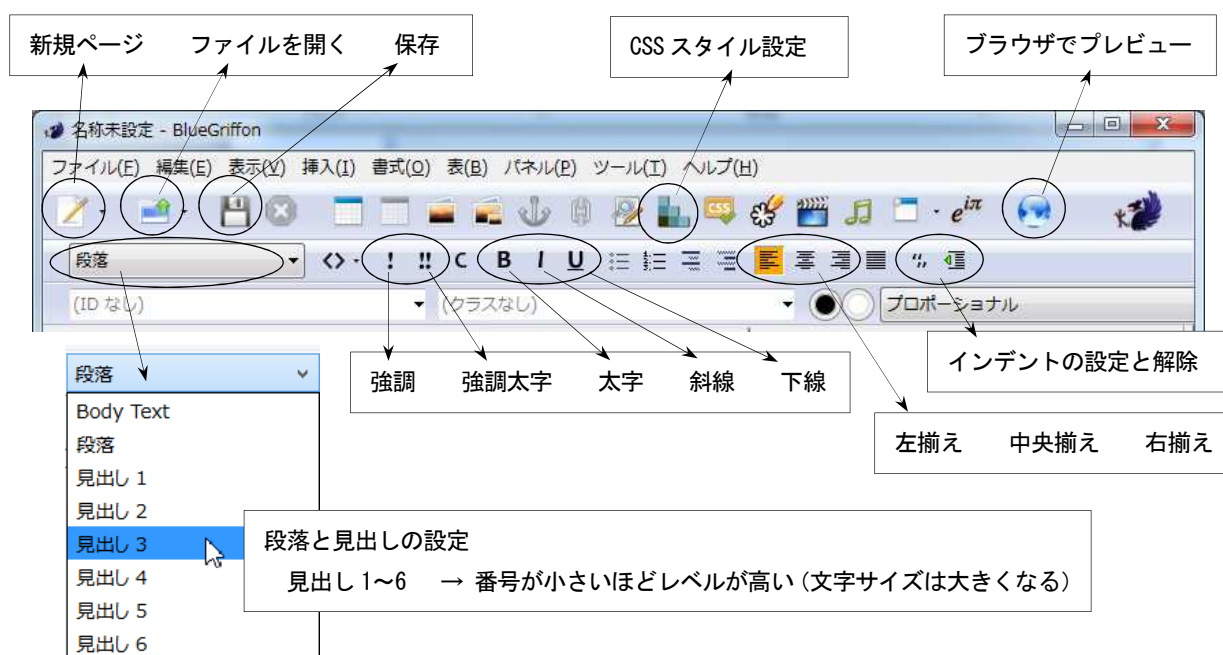 新規ページ ファイルを開く 保存 CSS スタイル設定 ブラウザでプレビュー
名称未設定 - BlueGriffon
ファイル(F) 編集(E) 表示(V) 挿入(I) 書式(O) 表(B) パネル(P) ツール(T) ヘルプ(H)
CSS eiπ
段落 ! !! C B I U
(ID なし) (クラスなし) プロポーショナル
インデントの設定と解除
強調 強調太字 太字 斜線 下線
左揃え 中央揃え 右揃え
段落
Body Text
段落
見出し 1
見出し 2
見出し 3
見出し 4
見出し 5
見出し 6
段落と見出しの設定
見出し 1～6 → 番号が小さいほどレベルが高い(文字サイズは大きくなる)